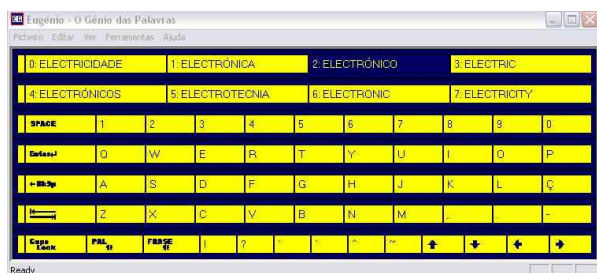 Eugénio - O Génio das Palavras
Ficheiro Editar Ver Ferramentas Ajuda
0: ELECTRICIDADE 1: ELECTRÓNICA 2: ELECTRÓNICO 3: ELECTRIC
4: ELECTRÓNICOS 5: ELECTROTECNIA 6: ELECTRONIC 7: ELECTRICITY
SPACE 1 2 3 4 5 6 7 8 9 0
Enter↵ Q W E R T Y U I O P
←BkSp A S D F G H J K L Ç
Z X C V B N M , . -
Caps Lock PAL. FRASE ! ? ' ` ^ ~ ↑ ↓ ← →
Ready